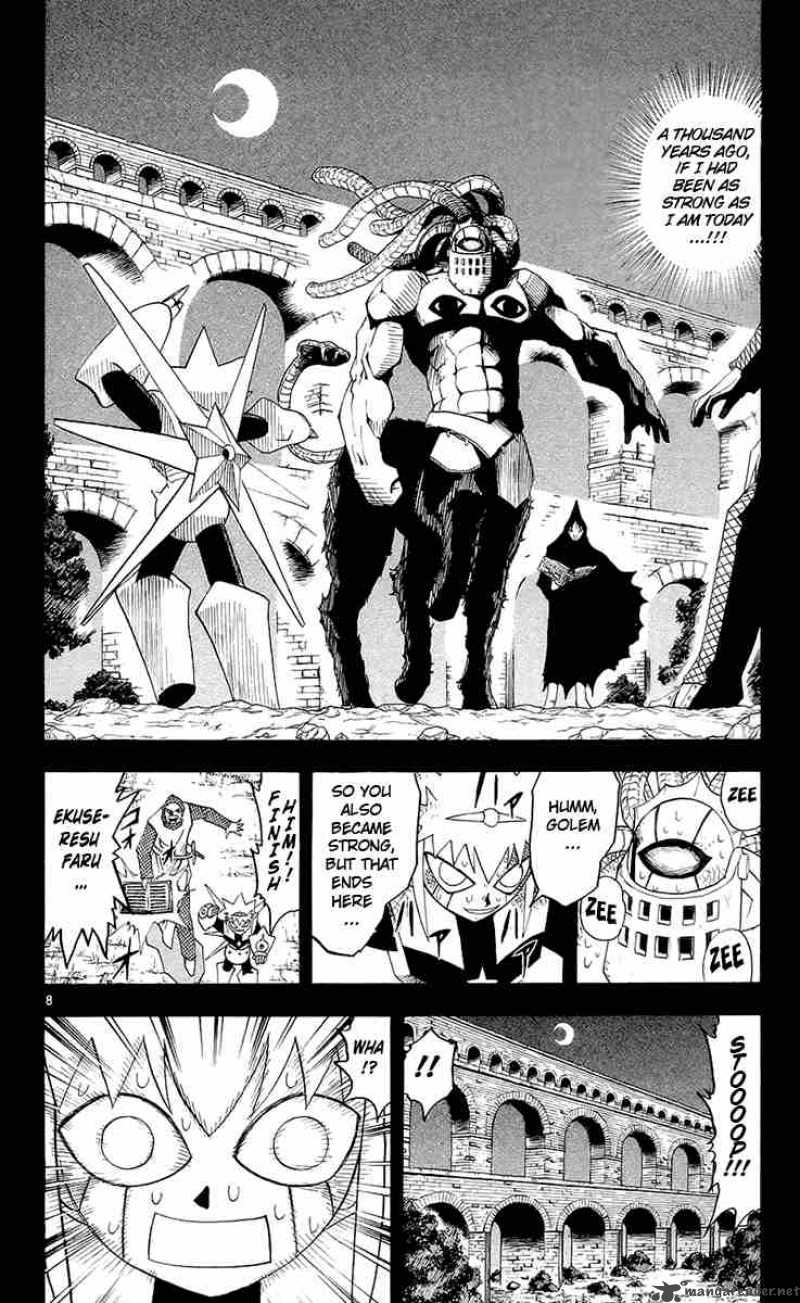 A THOUSAND
YEARS AGO,
IF I HAD
BEEN AS
STRONG AS
I AM TODAY
...!!!
ZEE
ZEE
ZEE
HUMM,
GOLEM
...
SO YOU
ALSO
BECAME
STRONG,
BUT THAT
ENDS
HERE ...
FINISH
HIM!!
EKUSE-
RESU
FARU
...
8
STOOOOP!!!
!!
WHA
!?
mangareader.net